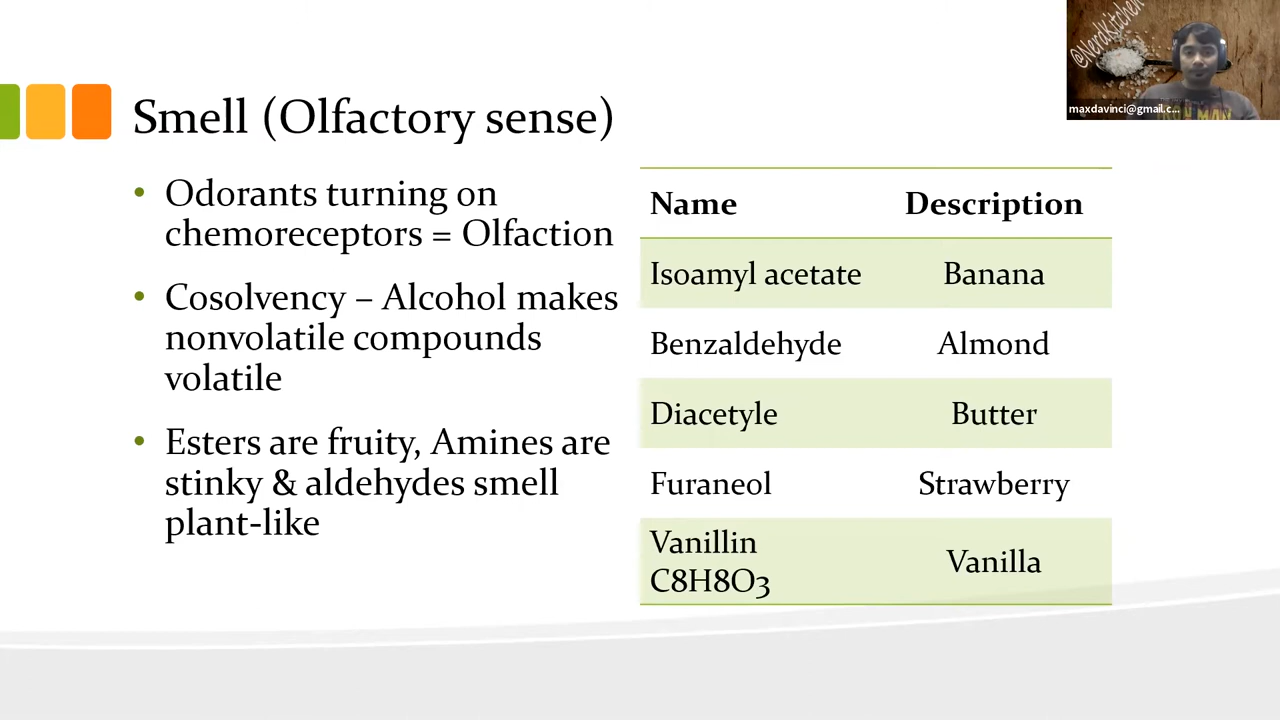 @NerdKitchen
maxdavinci@gmail.c...
Smell (Olfactory sense)
• Odorants turning on
chemoreceptors = Olfaction
• Cosolvency – Alcohol makes
nonvolatile compounds
volatile
• Esters are fruity, Amines are
stinky & aldehydes smell
plant-like
Name Description
Isoamyl acetate Banana
Benzaldehyde Almond
Diacetyle Butter
Furaneol Strawberry
Vanillin
C8H8O3 Vanilla